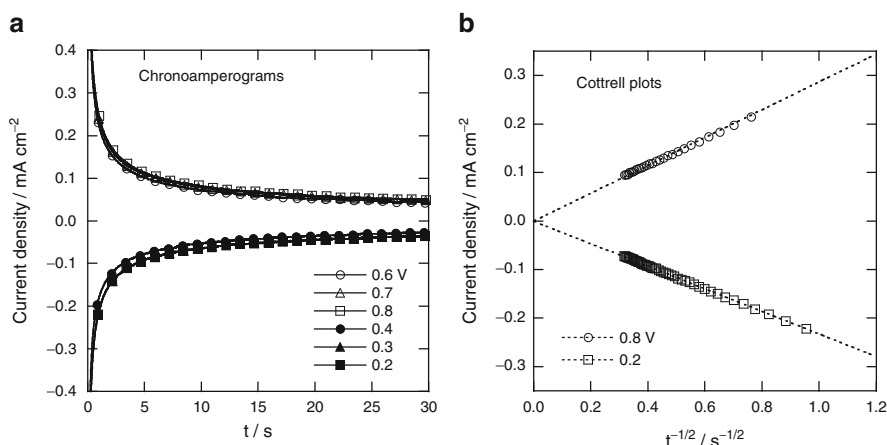 a
0.4
0.3
0.2
0.1
0.0
−0.1
−0.2
−0.3
−0.4
Current density / mA cm−2
Chronoamperograms
0.6 V
0.7
0.8
0.4
0.3
0.2
0 5 10 15 20 25 30
t / s
b
0.3
0.2
0.1
0.0
−0.1
−0.2
−0.3
Current density / mA cm−2
Cottrell plots
0.8 V
0.2
0.0 0.2 0.4 0.6 0.8 1.0 1.2
t−1/2 / s−1/2